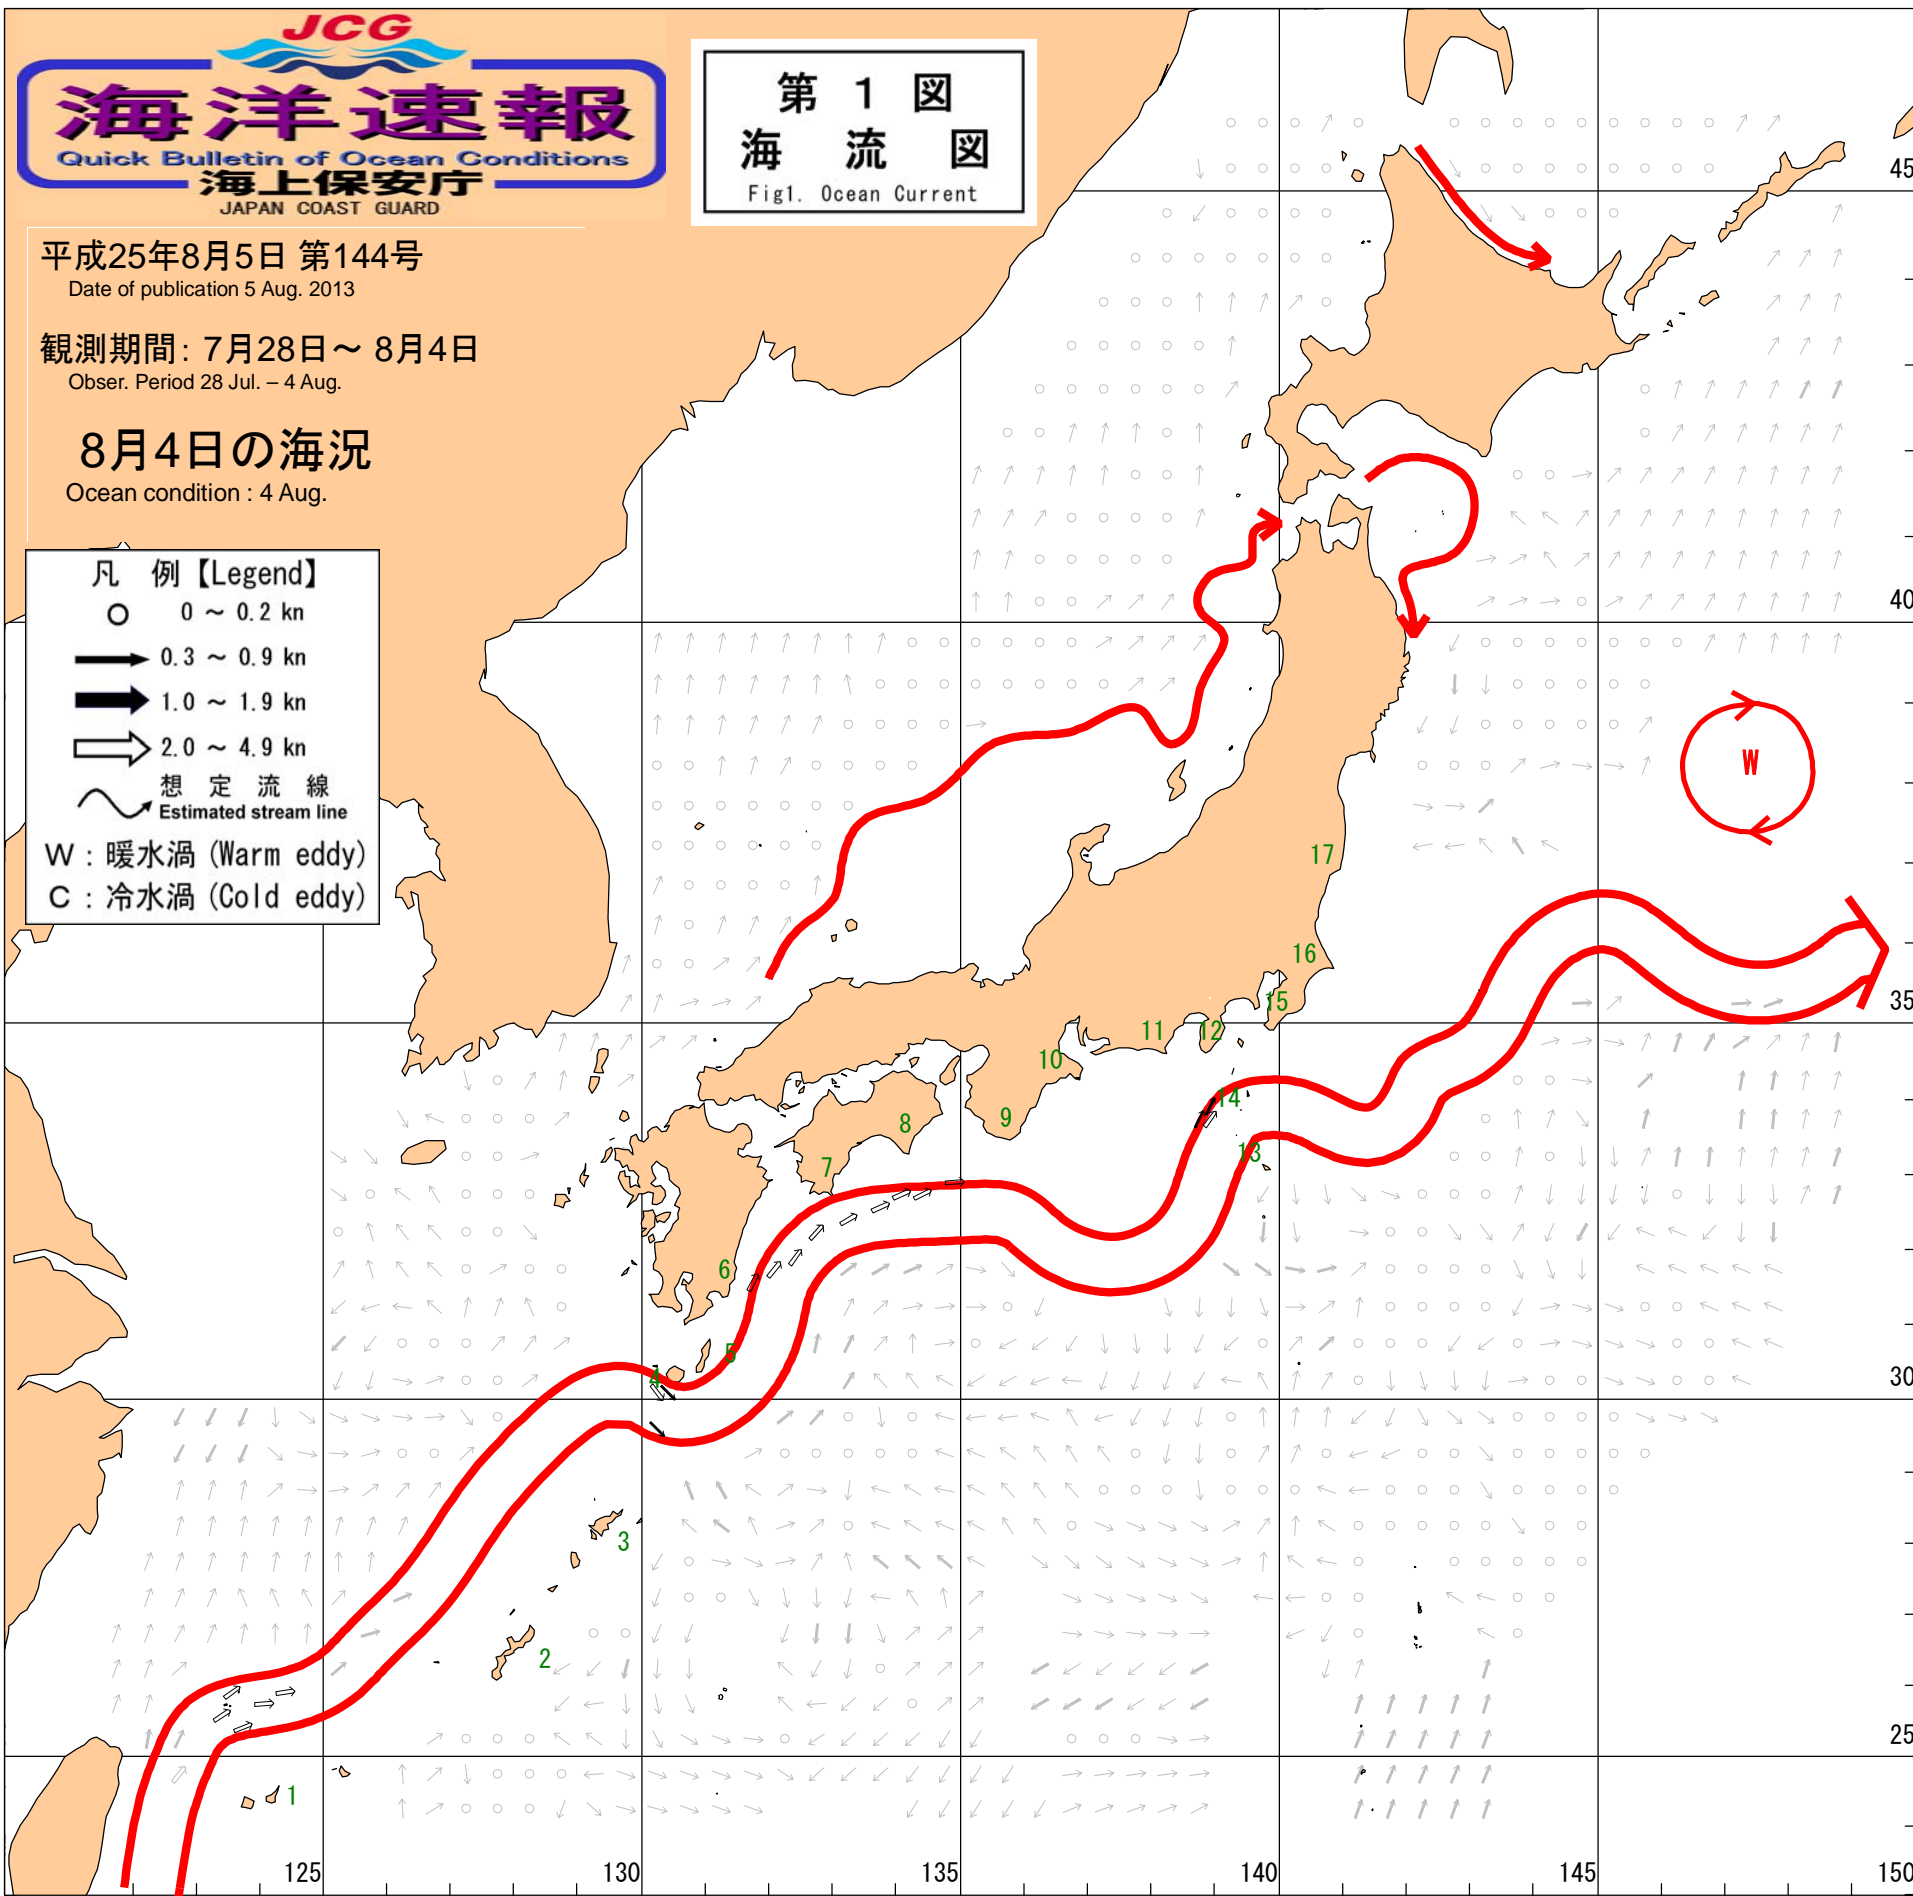 JCG
海洋速報
Quick Bulletin of Ocean Conditions
海上保安庁
JAPAN COAST GUARD
第 1 図
海 流 図
Fig1. Ocean Current
平成25年8月5日 第144号
Date of publication 5 Aug. 2013
観測期間: 7月28日～ 8月4日
Obser. Period 28 Jul. – 4 Aug.
8月4日の海況
Ocean condition : 4 Aug.
凡 例【Legend】
0 ～ 0.2 kn
0.3 ～ 0.9 kn
1.0 ～ 1.9 kn
2.0 ～ 4.9 kn
想 定 流 線
Estimated stream line
W : 暖水渦 (Warm eddy)
C : 冷水渦 (Cold eddy)
45
40
W
17
16
35
15
12
11
10
14
9
8
13
7
6
5
4
30
3
2
25
1
125
130
135
140
145
150